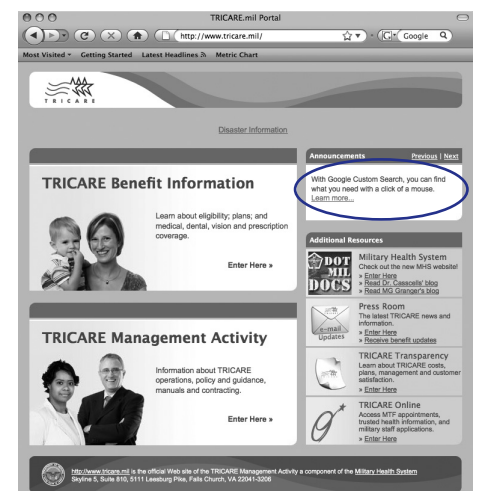 TRICARE.mil Portal
http://www.tricare.mil/
Google
Most Visited
Getting Started
Latest Headlines
Metric Chart
TRICARE
Disaster Information
TRICARE Benefit Information
Learn about eligibility; plans; and
medical, dental, vision and prescription
coverage.
Enter Here »
TRICARE Management Activity
Information about TRICARE
operations, policy and guidance,
manuals and contracting.
Enter Here »
Announcements Previous | Next
With Google Custom Search, you can find
what you need with a click of a mouse.
Learn more...
Additional Resources
DOT
MIL
DOCS
Military Health System
Check out the new MHS website!
» Enter Here
» Read Dr. Casscells' blog
» Read MG Granger's blog
e-mail
Updates
Press Room
The latest TRICARE news and
information.
» Enter Here
» Receive benefit updates
TRICARE Transparency
Learn about TRICARE costs,
plans, management and customer
satisfaction.
» Enter Here
TRICARE Online
Access MTF appointments,
trusted health information, and
military staff applications.
» Enter Here
http://www.tricare.mil is the official Web site of the TRICARE Management Activity a component of the Military Health System
Skyline 5, Suite 810, 5111 Leesburg Pike, Falls Church, VA 22041-3206